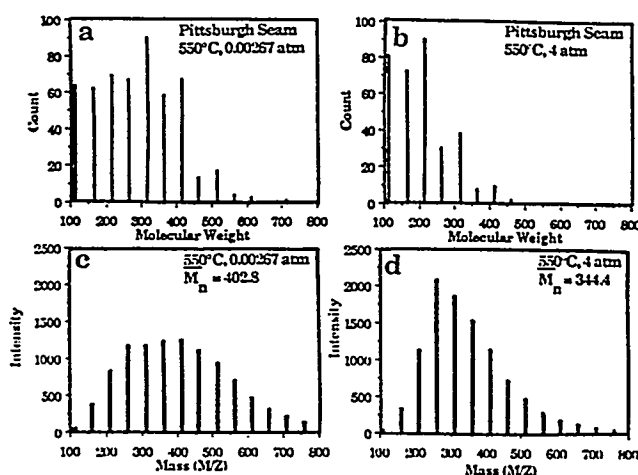 a
Pittsburgh Seam
550°C, 0.00267 atm
100
80
60
40
20
0
Count
100 200 300 400 500 600 700 800
Molecular Weight
b
Pittsburgh Seam
550°C, 4 atm
100
80
60
40
20
0
Count
100 200 300 400 500 600 700 800
Molecular Weight
c
550°C, 0.00267 atm
M̅n = 402.8
2500
2000
1500
1000
500
0
Intensity
100 200 300 400 500 600 700 800
Mass (M/Z)
d
550°C, 4 atm
M̅n = 344.4
2500
2000
1500
1000
500
0
Intensity
100 200 300 400 500 600 700 800
Mass (M/Z)